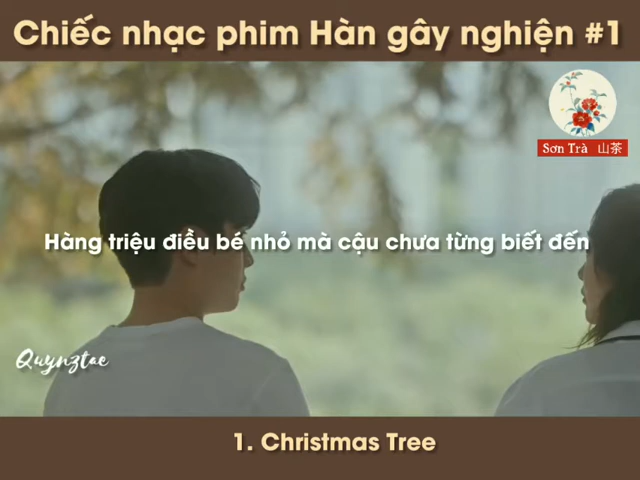 Chiếc nhạc phim Hàn gây nghiện #1
Sơn Trà 山茶
Hàng triệu điều bé nhỏ mà cậu chưa từng biết đến
Quynztae
1. Christmas Tree